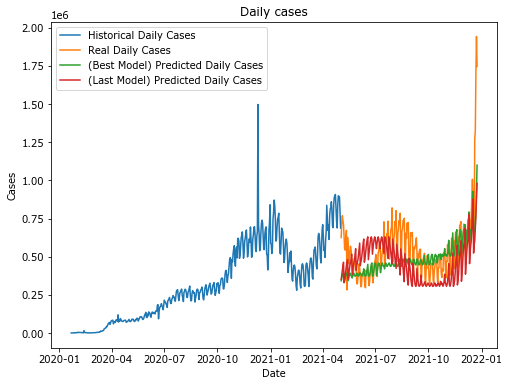 Daily cases
1e6
Historical Daily Cases
Real Daily Cases
(Best Model) Predicted Daily Cases
(Last Model) Predicted Daily Cases
2.00
1.75
1.50
1.25
1.00
0.75
0.50
0.25
0.00
Cases
2020-01 2020-04 2020-07 2020-10 2021-01 2021-04 2021-07 2021-10 2022-01
Date